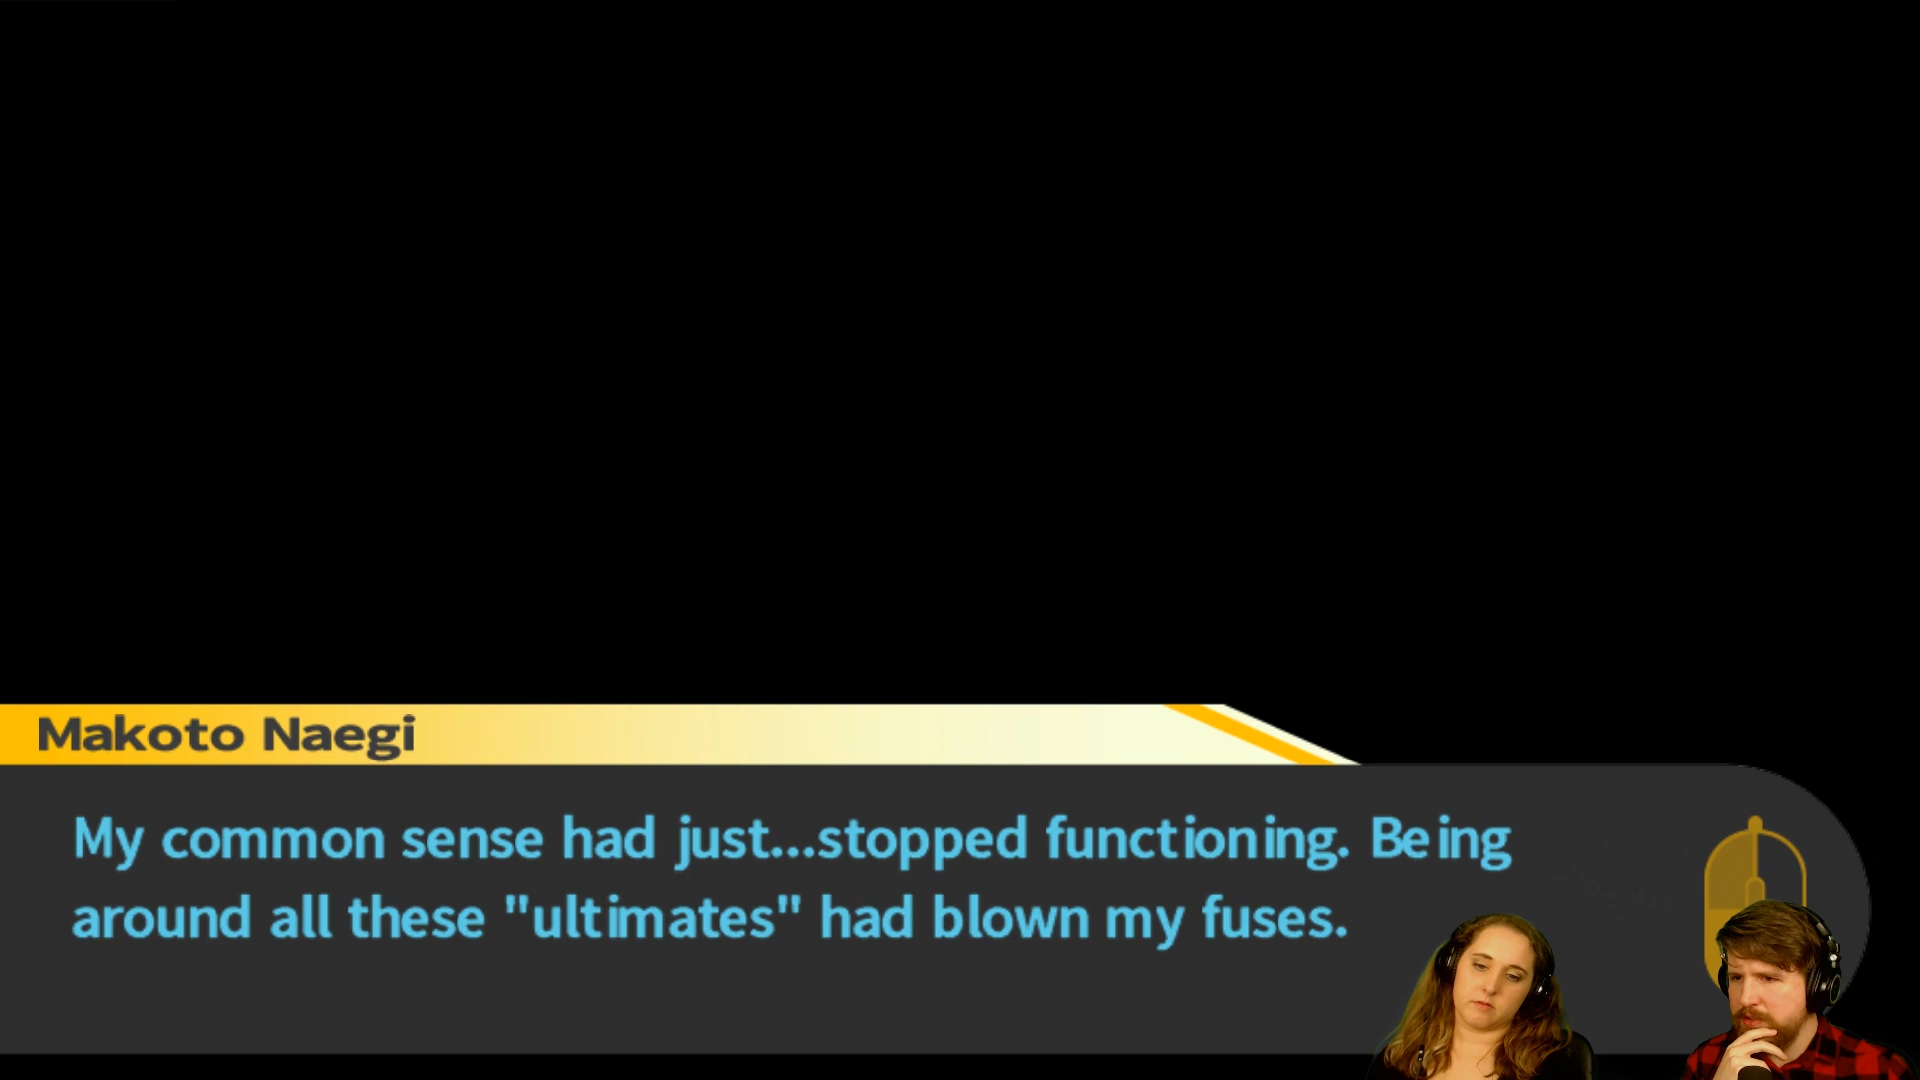 Makoto Naegi
My common sense had just...stopped functioning. Being
around all these "ultimates" had blown my fuses.